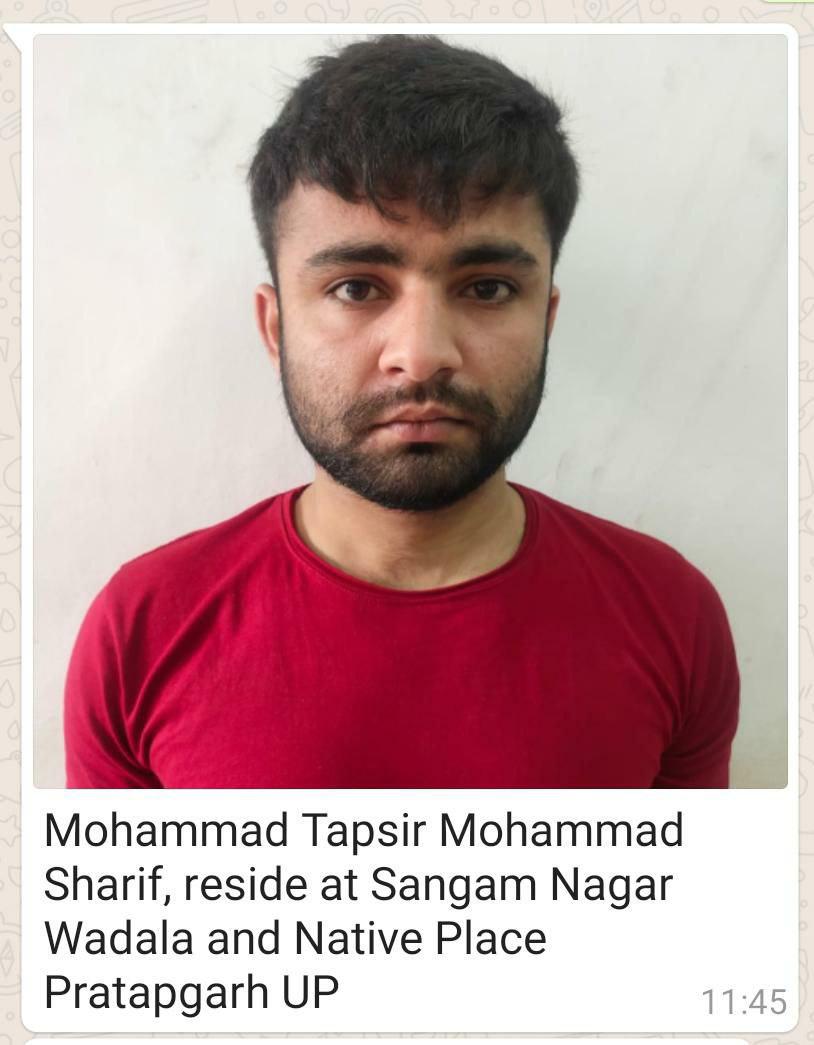 Mohammad Tapsir Mohammad
Sharif, reside at Sangam Nagar
Wadala and Native Place
Pratapgarh UP
11:45